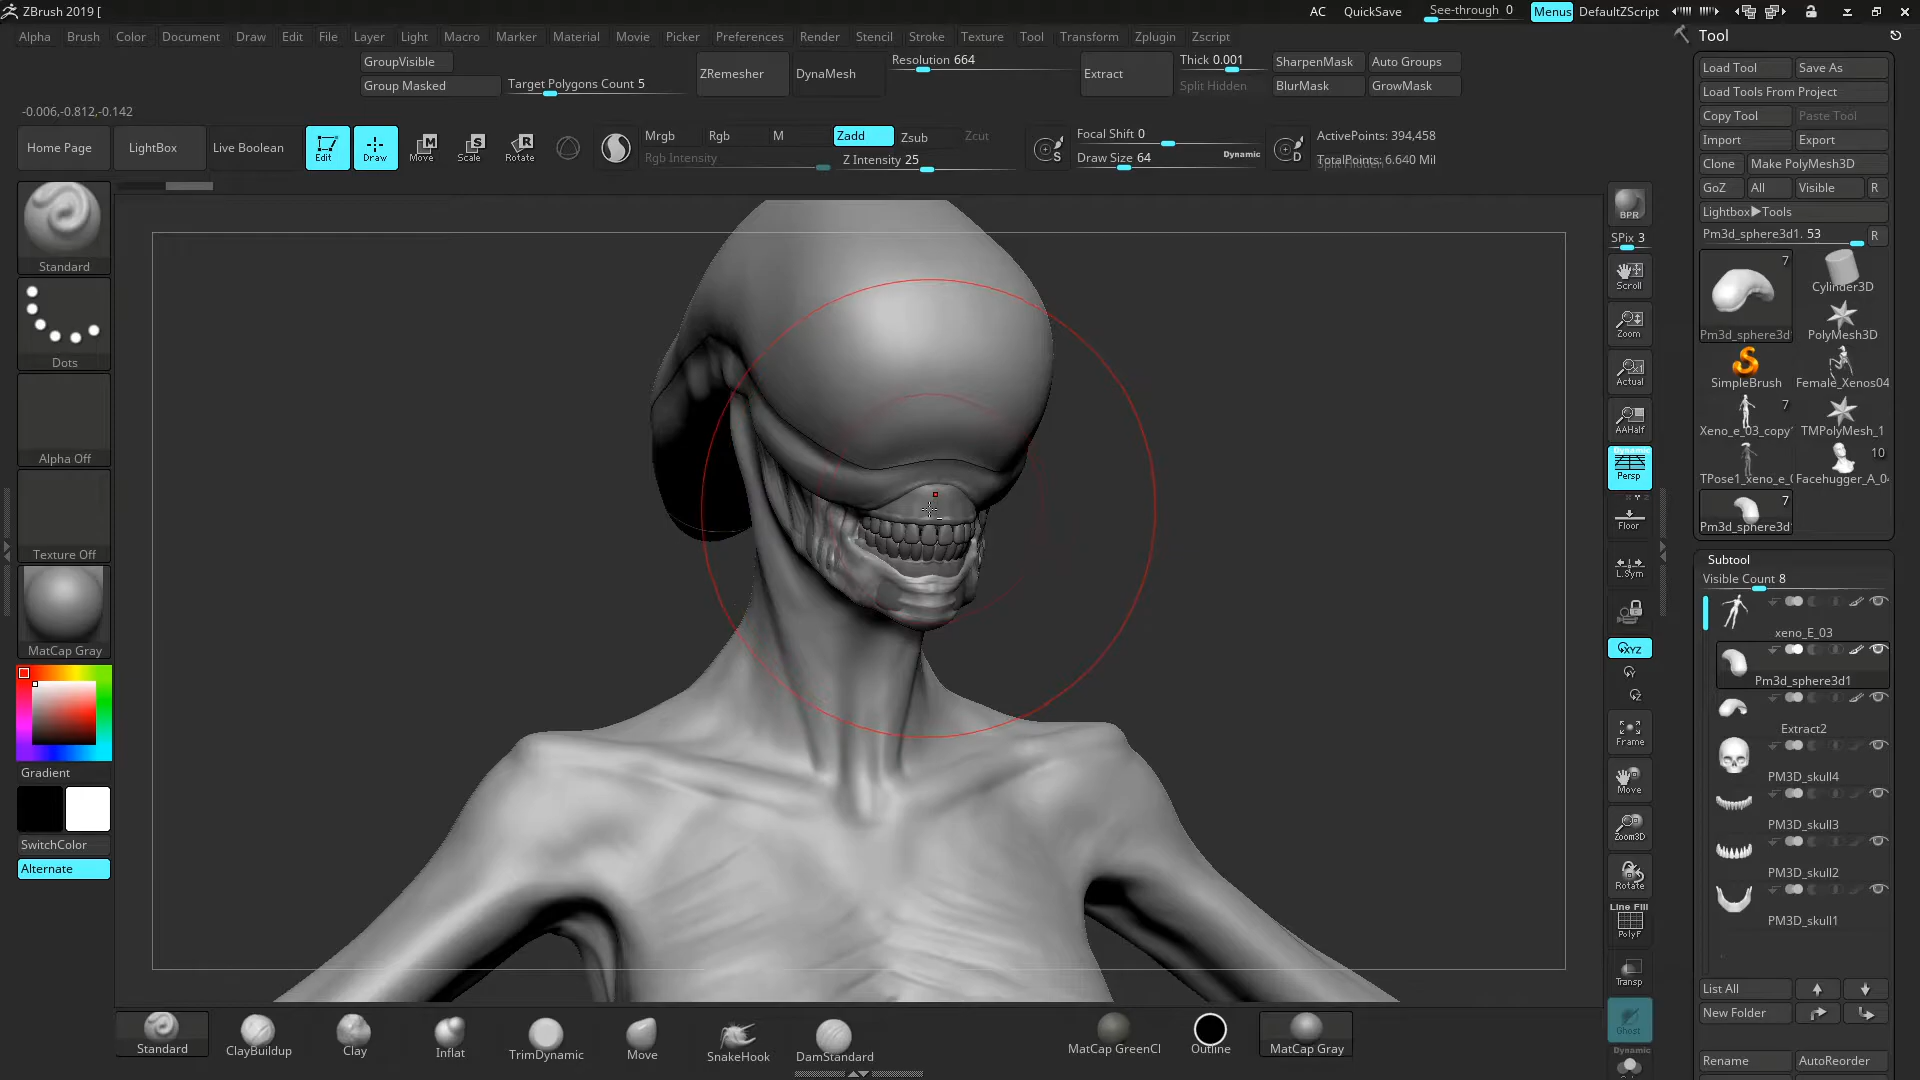 ZBrush 2019 [
AC QuickSave See-through 0 Menus DefaultZScript
Alpha Brush Color Document Draw Edit File Layer Light Macro Marker Material Movie Picker Preferences Render Stencil Stroke Texture Tool Transform Zplugin Zscript
GroupVisible
Group Masked
Target Polygons Count 5
ZRemesher
DynaMesh
Resolution 664
Extract
Thick 0.001
Split Hidden
SharpenMask
BlurMask
Auto Groups
GrowMask
-0.006,-0.812,-0.142
Home Page
LightBox
Live Boolean
Edit
Draw
Move
Scale
Rotate
Mrgb Rgb M
Rgb Intensity
Zadd Zsub Zcut
Z Intensity 25
Focal Shift 0
Draw Size 64
Dynamic
ActivePoints: 394,458
TotalPoints: 6.640 Mil
Standard
Dots
Alpha Off
Texture Off
MatCap Gray
Gradient
SwitchColor
Alternate
BPR
SPix 3
Scroll
Zoom
Actual
AAHalf
Dynamic
Persp
Floor
L.Sym
XYZ
Frame
Move
Zoom3D
Rotate
Line Fill
PolyF
Transp
Ghost
Dynamic
Tool
Load Tool Save As
Load Tools From Project
Copy Tool Paste Tool
Import Export
Clone Make PolyMesh3D
GoZ All Visible R
Lightbox▶Tools
Pm3d_sphere3d1. 53 R
7
Pm3d_sphere3d
Cylinder3D
PolyMesh3D
SimpleBrush
Female_Xenos04
7
Xeno_e_03_copy
TMPolyMesh_1
10
TPose1_xeno_e_
Facehugger_A_0
7
Pm3d_sphere3d
Subtool
Visible Count 8
xeno_E_03
Pm3d_sphere3d1
Extract2
PM3D_skull4
PM3D_skull3
PM3D_skull2
PM3D_skull1
List All
New Folder
Rename AutoReorder
Standard
ClayBuildup
Clay
Inflat
TrimDynamic
Move
SnakeHook
DamStandard
MatCap GreenCl
Outline
MatCap Gray